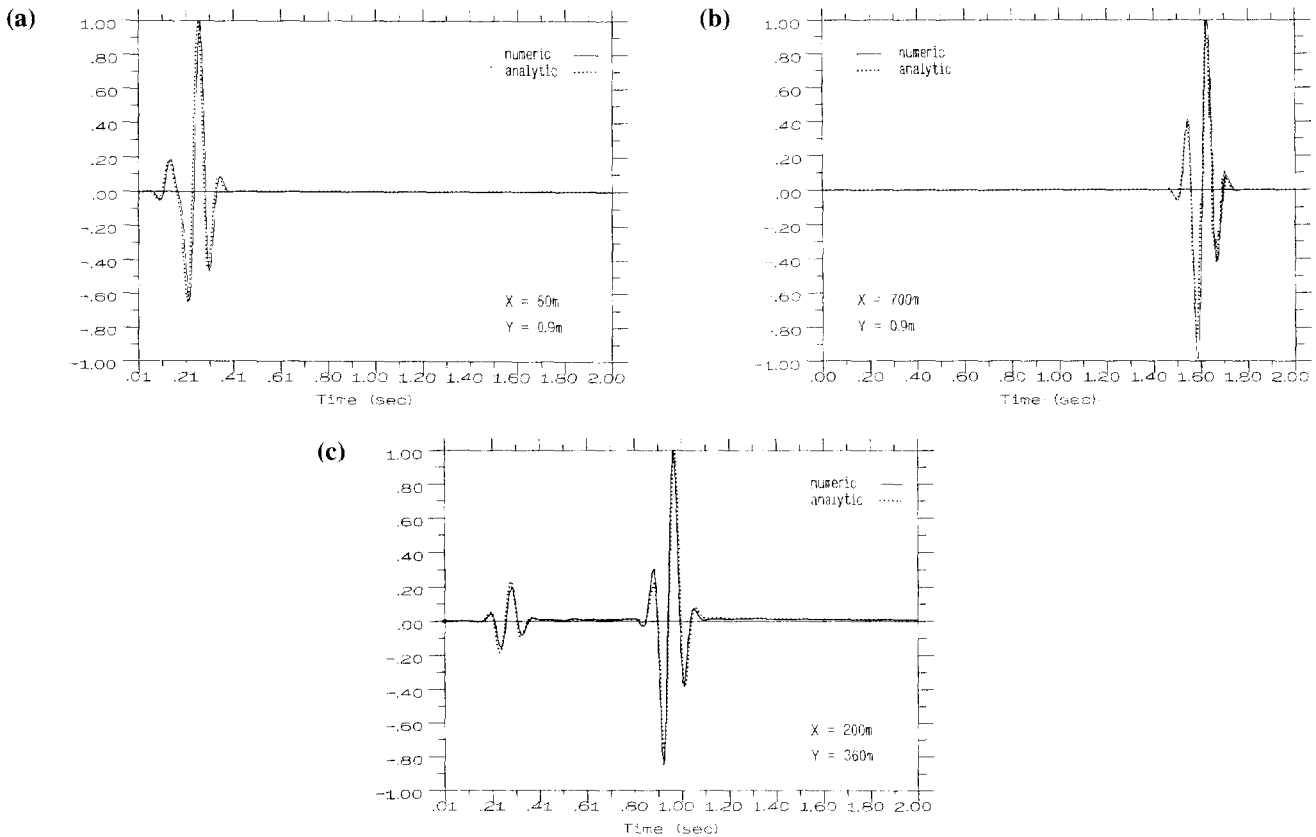 (a)
1.00
.80
.60
.40
.20
.00
-.20
-.40
-.60
-.80
-1.00
numeric
analytic
X = 50m
Y = 0.9m
.01 .21 .41 .61 .80 1.00 1.20 1.40 1.60 1.80 2.00
Time (sec)
(b)
1.00
.80
.60
.40
.20
.00
-.20
-.40
-.60
-.80
-1.00
numeric
analytic
X = 700m
Y = 0.9m
.00 .20 .40 .60 .80 1.00 1.20 1.40 1.60 1.80 2.00
Time (sec)
(c)
1.00
.80
.60
.40
.20
.00
-.20
-.40
-.60
-.80
-1.00
numeric
analytic
X = 200m
Y = 360m
.01 .21 .41 .61 .80 1.00 1.20 1.40 1.60 1.80 2.00
Time (sec)